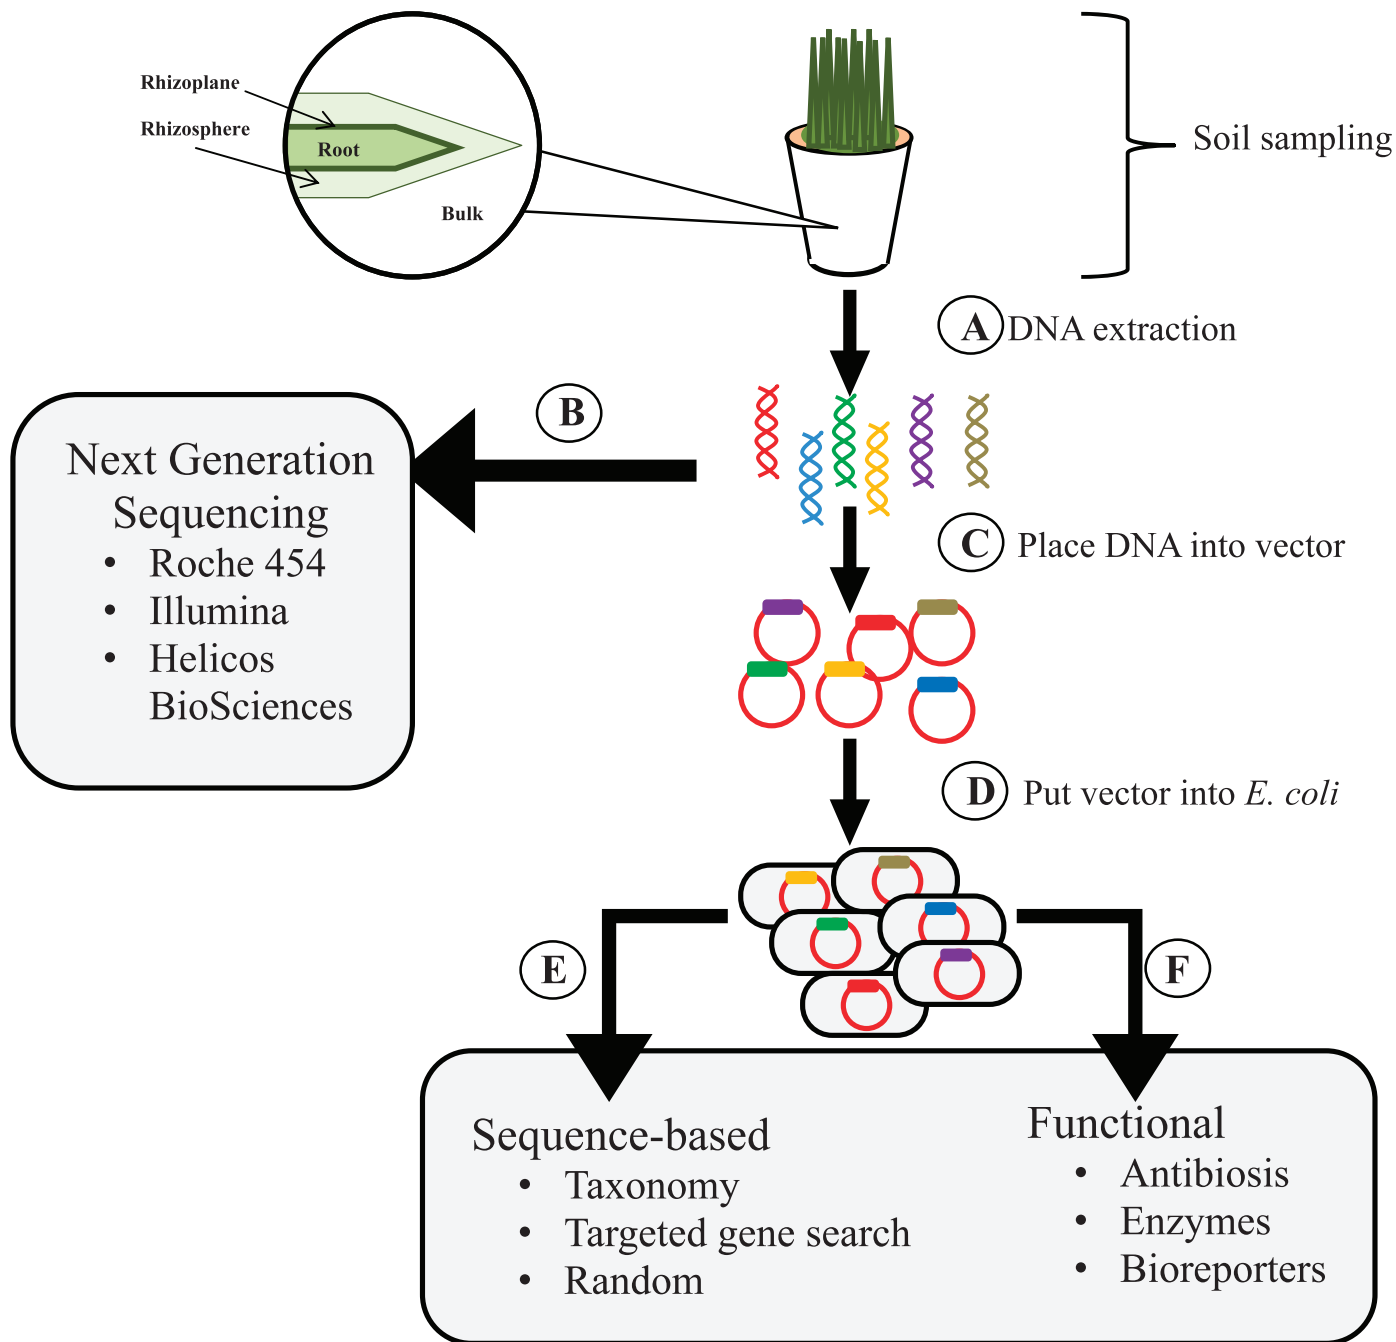 Rhizoplane
Rhizosphere
Root
Bulk
Soil sampling
A DNA extraction
B
Next Generation
Sequencing
• Roche 454
• Illumina
• Helicos
BioSciences
C Place DNA into vector
D Put vector into E. coli
E
F
Sequence-based
• Taxonomy
• Targeted gene search
• Random
Functional
• Antibiosis
• Enzymes
• Bioreporters